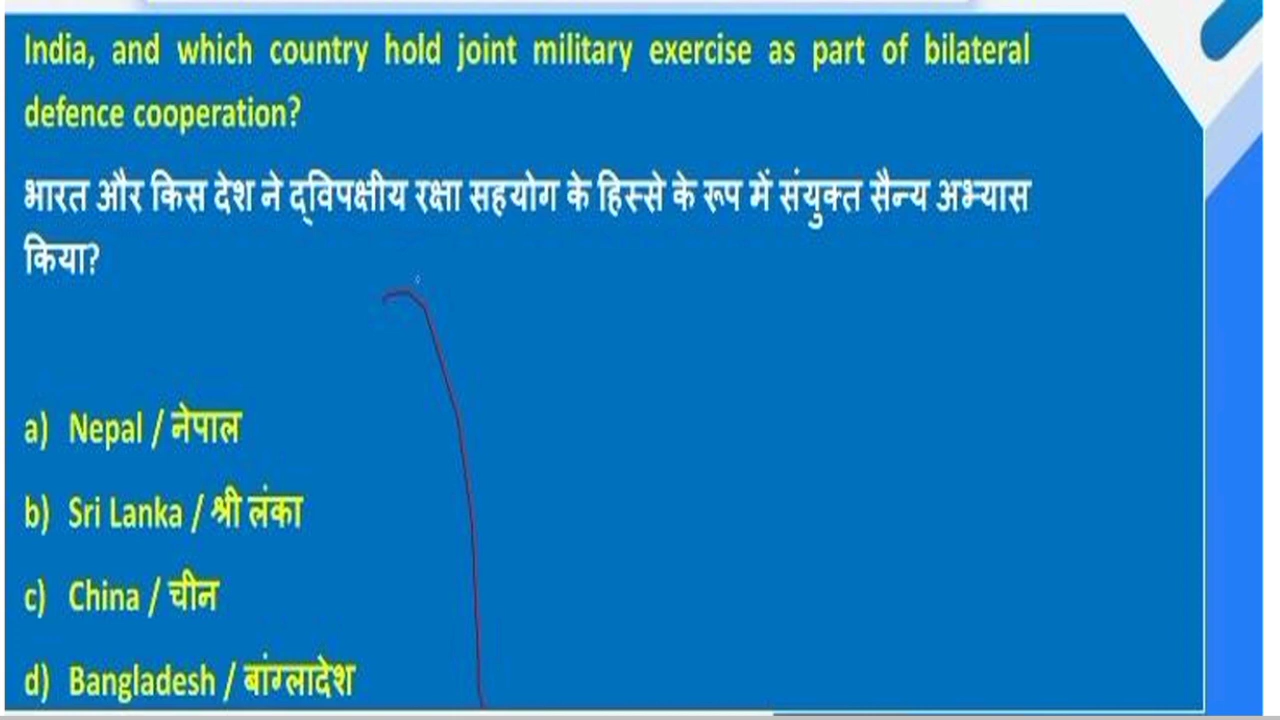 India, and which country hold joint military exercise as part of bilateral
defence cooperation?
भारत और किस देश ने द्विपक्षीय रक्षा सहयोग के हिस्से के रूप में संयुक्त सैन्य अभ्यास
किया?
a) Nepal / नेपाल
b) Sri Lanka / श्री लंका
c) China / चीन
d) Bangladesh / बांग्लादेश